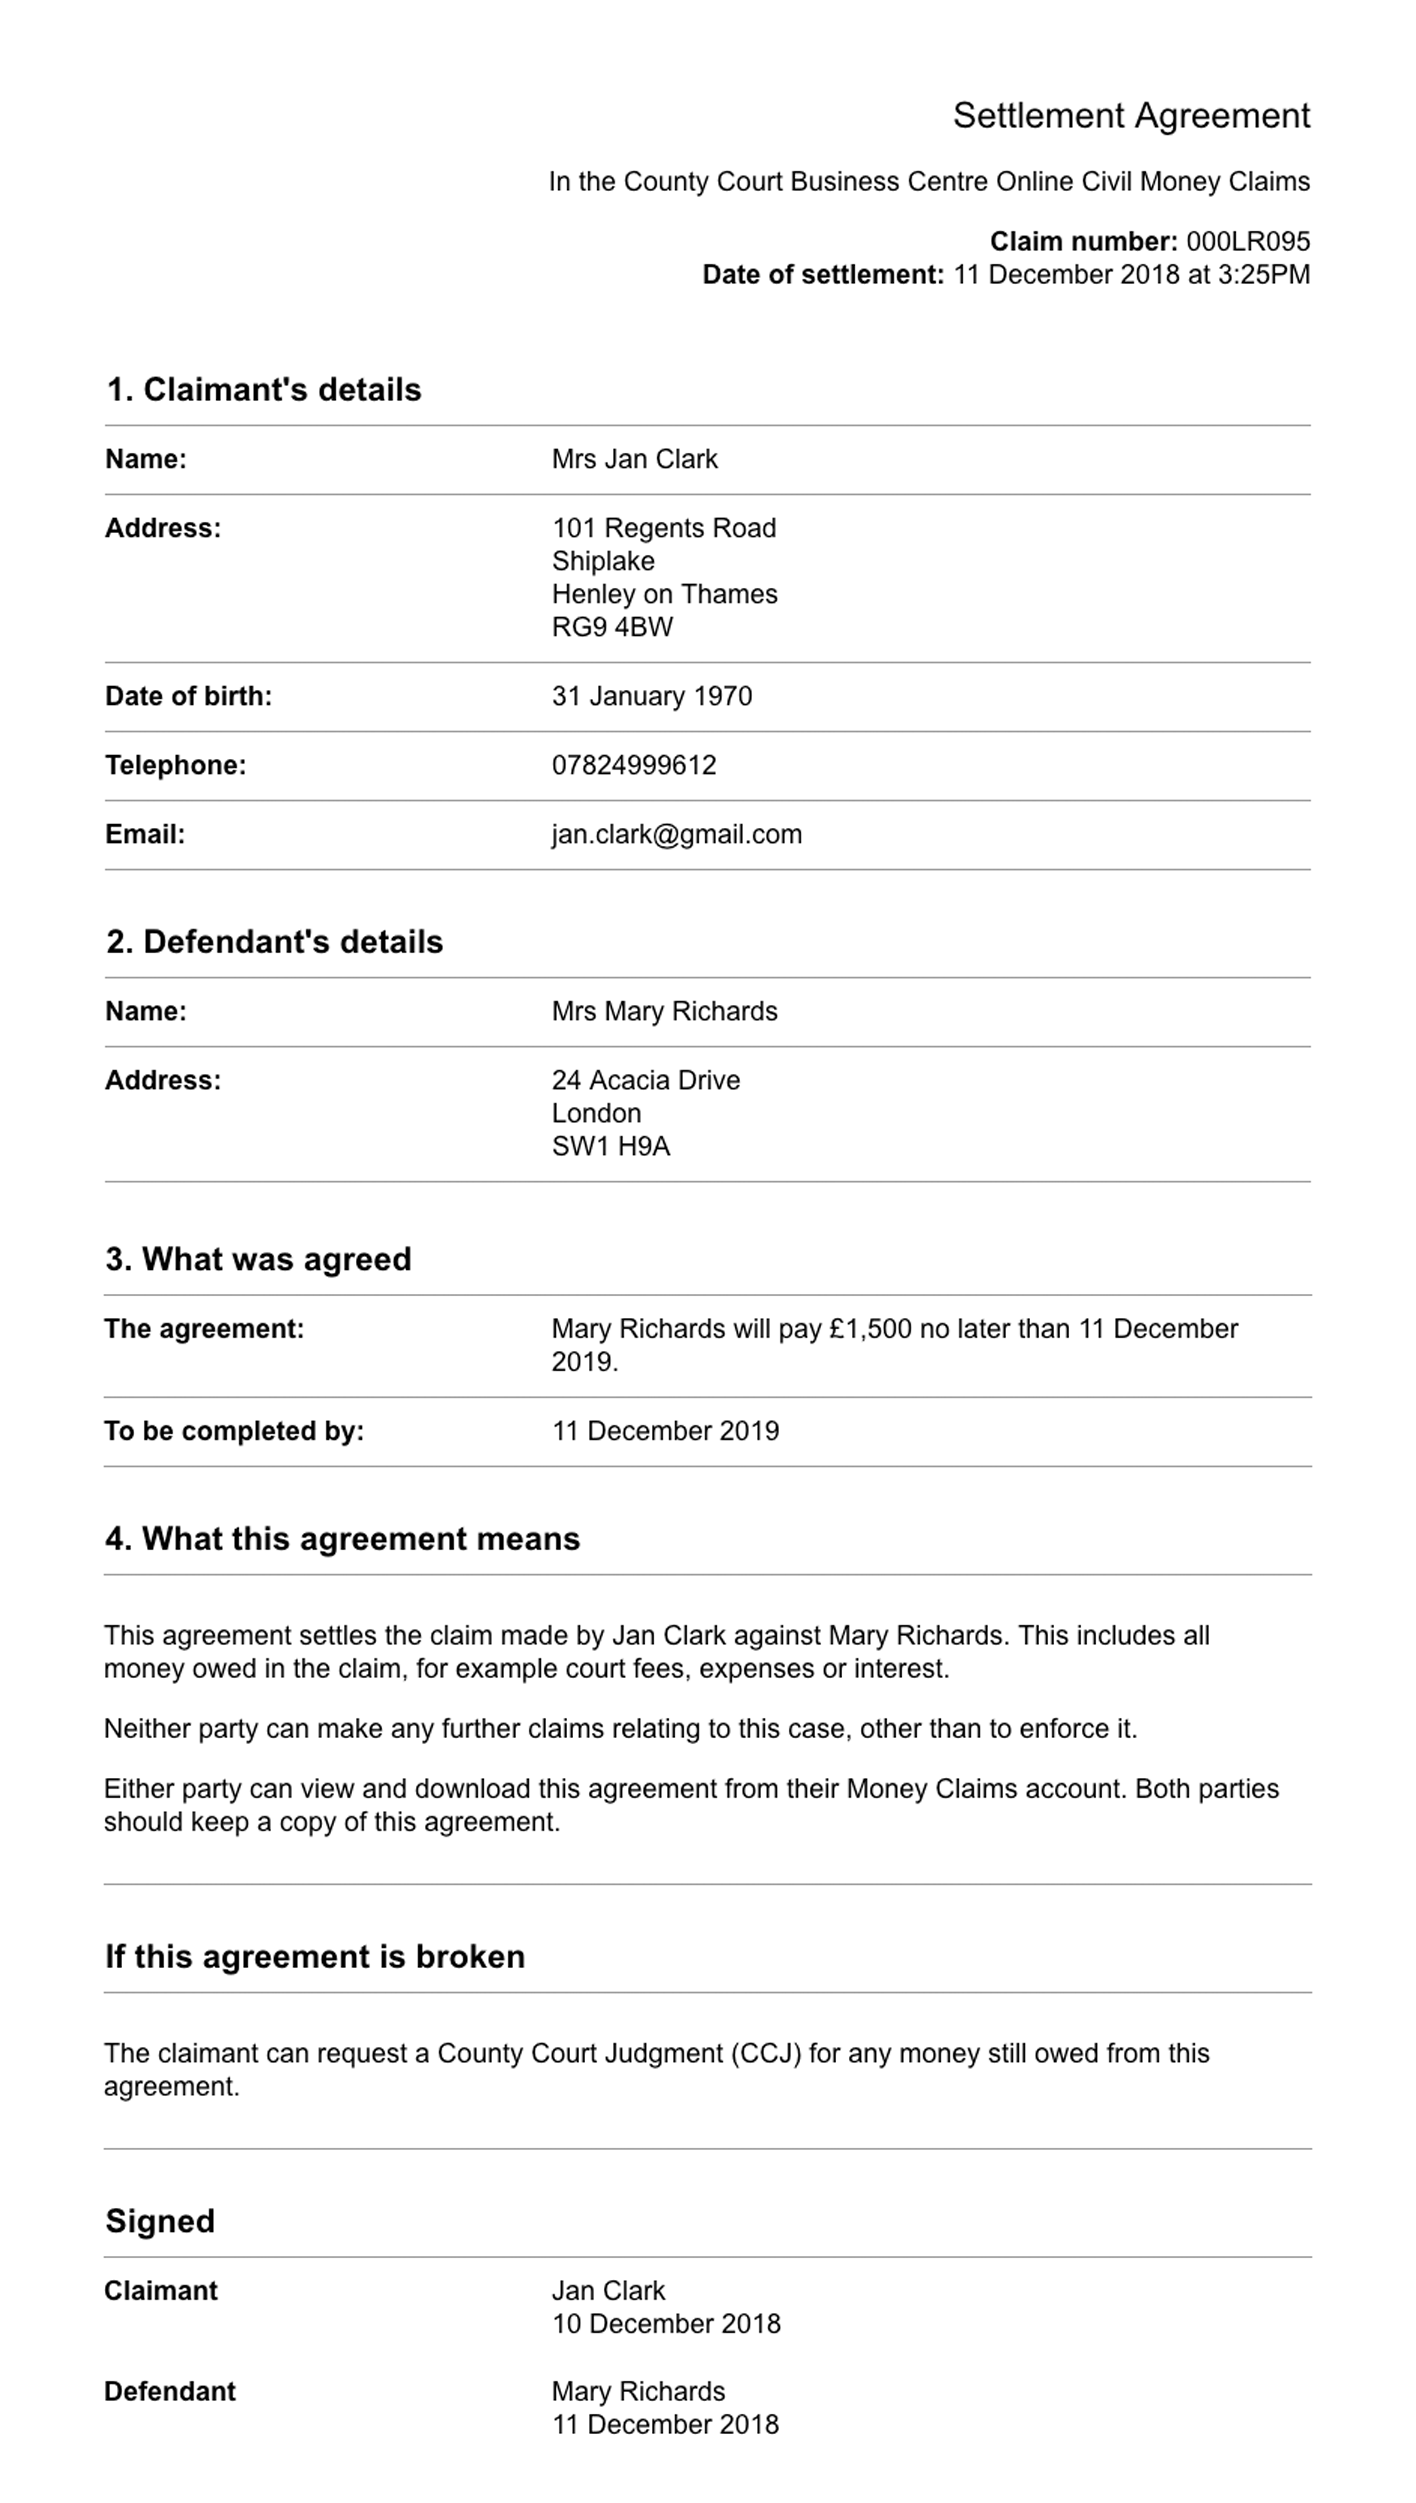 Settlement Agreement
In the County Court Business Centre Online Civil Money Claims
Claim number: 000LR095
Date of settlement: 11 December 2018 at 3:25PM
1. Claimant's details
Name: Mrs Jan Clark
Address: 101 Regents Road
Shiplake
Henley on Thames
RG9 4BW
Date of birth: 31 January 1970
Telephone: 07824999612
Email: jan.clark@gmail.com
2. Defendant's details
Name: Mrs Mary Richards
Address: 24 Acacia Drive
London
SW1 H9A
3. What was agreed
The agreement: Mary Richards will pay £1,500 no later than 11 December
2019.
To be completed by: 11 December 2019
4. What this agreement means
This agreement settles the claim made by Jan Clark against Mary Richards. This includes all
money owed in the claim, for example court fees, expenses or interest.
Neither party can make any further claims relating to this case, other than to enforce it.
Either party can view and download this agreement from their Money Claims account. Both parties
should keep a copy of this agreement.
If this agreement is broken
The claimant can request a County Court Judgment (CCJ) for any money still owed from this
agreement.
Signed
Claimant Jan Clark
10 December 2018
Defendant Mary Richards
11 December 2018